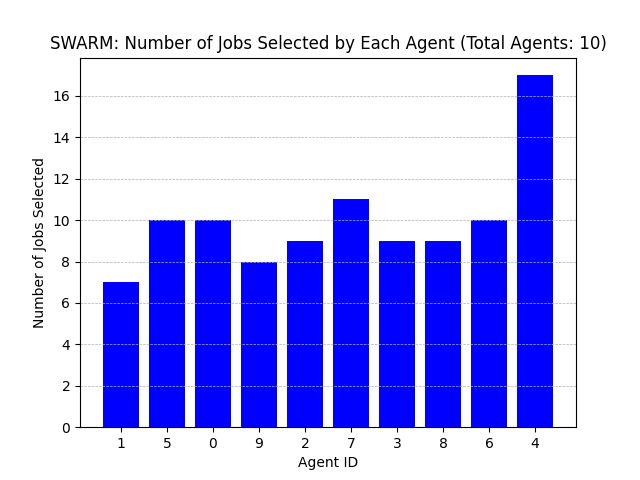 SWARM: Number of Jobs Selected by Each Agent (Total Agents: 10)
Number of Jobs Selected
16
14
12
10
8
6
4
2
0
1 5 0 9 2 7 3 8 6 4
Agent ID